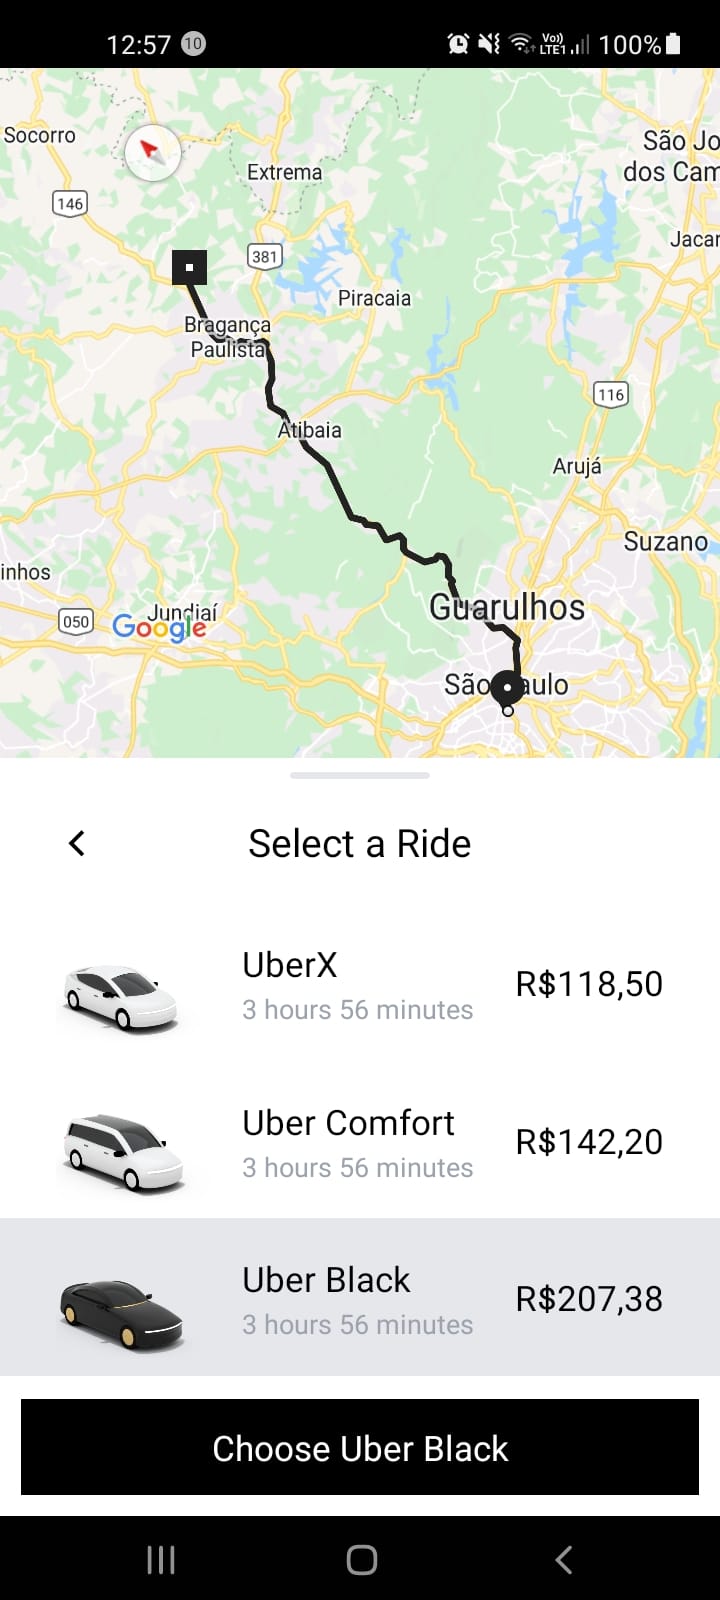 12:57 10 Vo)) LTE1 100%
Socorro
São Jo
dos Cam
Extrema
146
Jacar
381
Piracaia
Bragança
Paulista
116
Atibaia
Arujá
Suzano
inhos
Jundiaí
050
Google
Guarulhos
São aulo
Select a Ride
UberX
R$118,50
3 hours 56 minutes
Uber Comfort
R$142,20
3 hours 56 minutes
Uber Black
R$207,38
3 hours 56 minutes
Choose Uber Black